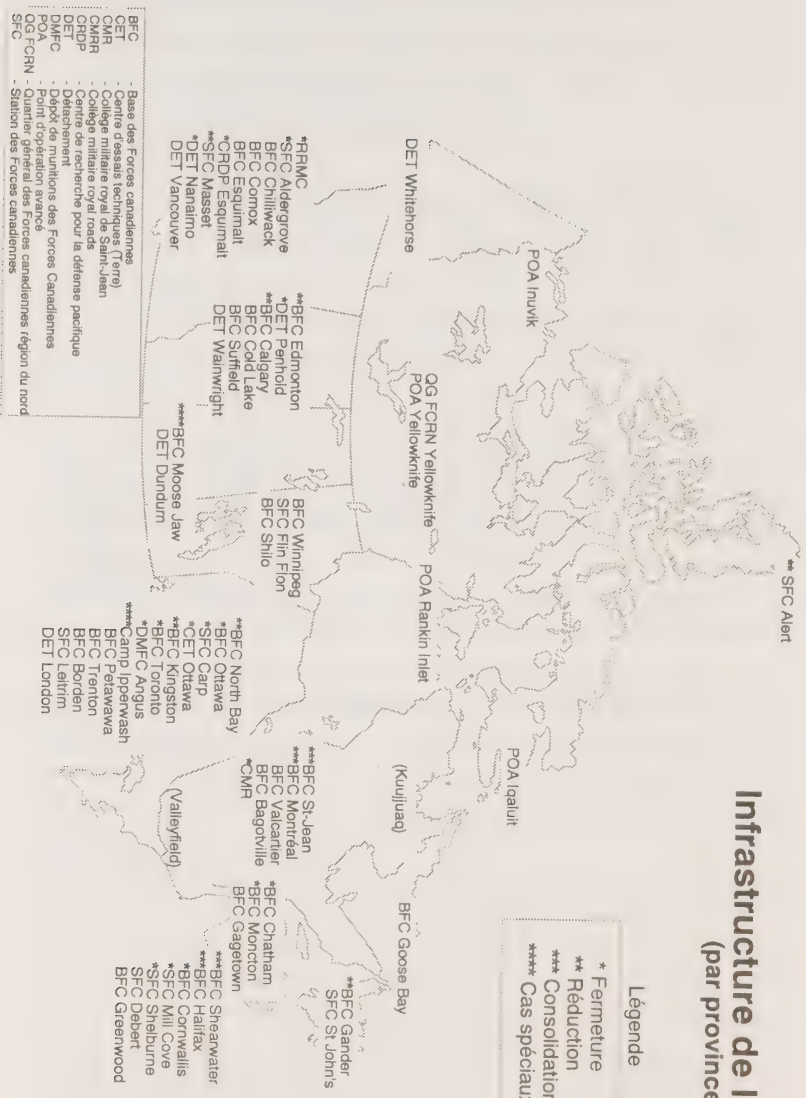 Infrastructure de l
(par province
Légende
* Fermeture
** Réduction
*** Consolidation
**** Cas spéciaux
** SFC Alert
POA Inuvik
DET Whitehorse
QG FCRN Yellowknife
POA Yellowknife
POA Rankin Inlet
POA Iqaluit
(Kuujjuaq)
BFC Goose Bay
*RRMC
*SFC Aldergrove
BFC Chilliwack
BFC Comox
BFC Esquimalt
*CRDP Esquimalt
**SFC Masset
*DET Nanaimo
DET Vancouver
**BFC Edmonton
*DET Penhold
**BFC Calgary
BFC Cold Lake
BFC Suffield
DET Wainwright
****BFC Moose Jaw
DET Dundurn
BFC Winnipeg
SFC Flin Flon
BFC Shilo
**BFC North Bay
*BFC Ottawa
*SFC Carp
*CET Ottawa
**BFC Kingston
*BFC Toronto
*DMFC Angus
****Camp Ipperwash
BFC Petawawa
BFC Trenton
BFC Borden
SFC Leitrim
DET London
***BFC St-Jean
***BFC Montréal
BFC Valcartier
BFC Bagotville
*CMR
(Valleyfield)
*BFC Chatham
*BFC Moncton
BFC Gagetown
**BFC Gander
SFC St John's
***BFC Shearwater
***BFC Halifax
*BFC Cornwallis
*SFC Mill Cove
*SFC Shelburne
SFC Debert
BFC Greenwood
BFC - Base des Forces canadiennes
CET - Centre d'essais techniques (Terre)
CMR - Collège militaire royal de Saint-Jean
CMRR - Collège militaire royal roads
CRDP - Centre de recherche pour la défense pacifique
DET - Détachement
DMFC - Dépôt de munitions des Forces Canadiennes
POA - Point d'opération avancé
QG FCRN - Quartier général des Forces canadiennes région du nord
SFC - Station des Forces canadiennes